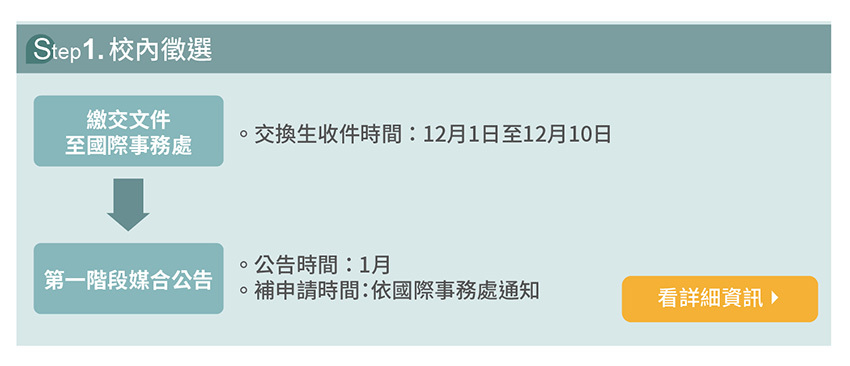 Step1. 校內徵選
繳交文件
至國際事務處
。交換生收件時間：12月1日至12月10日
第一階段媒合公告
。公告時間：1月
。補申請時間：依國際事務處通知
看詳細資訊